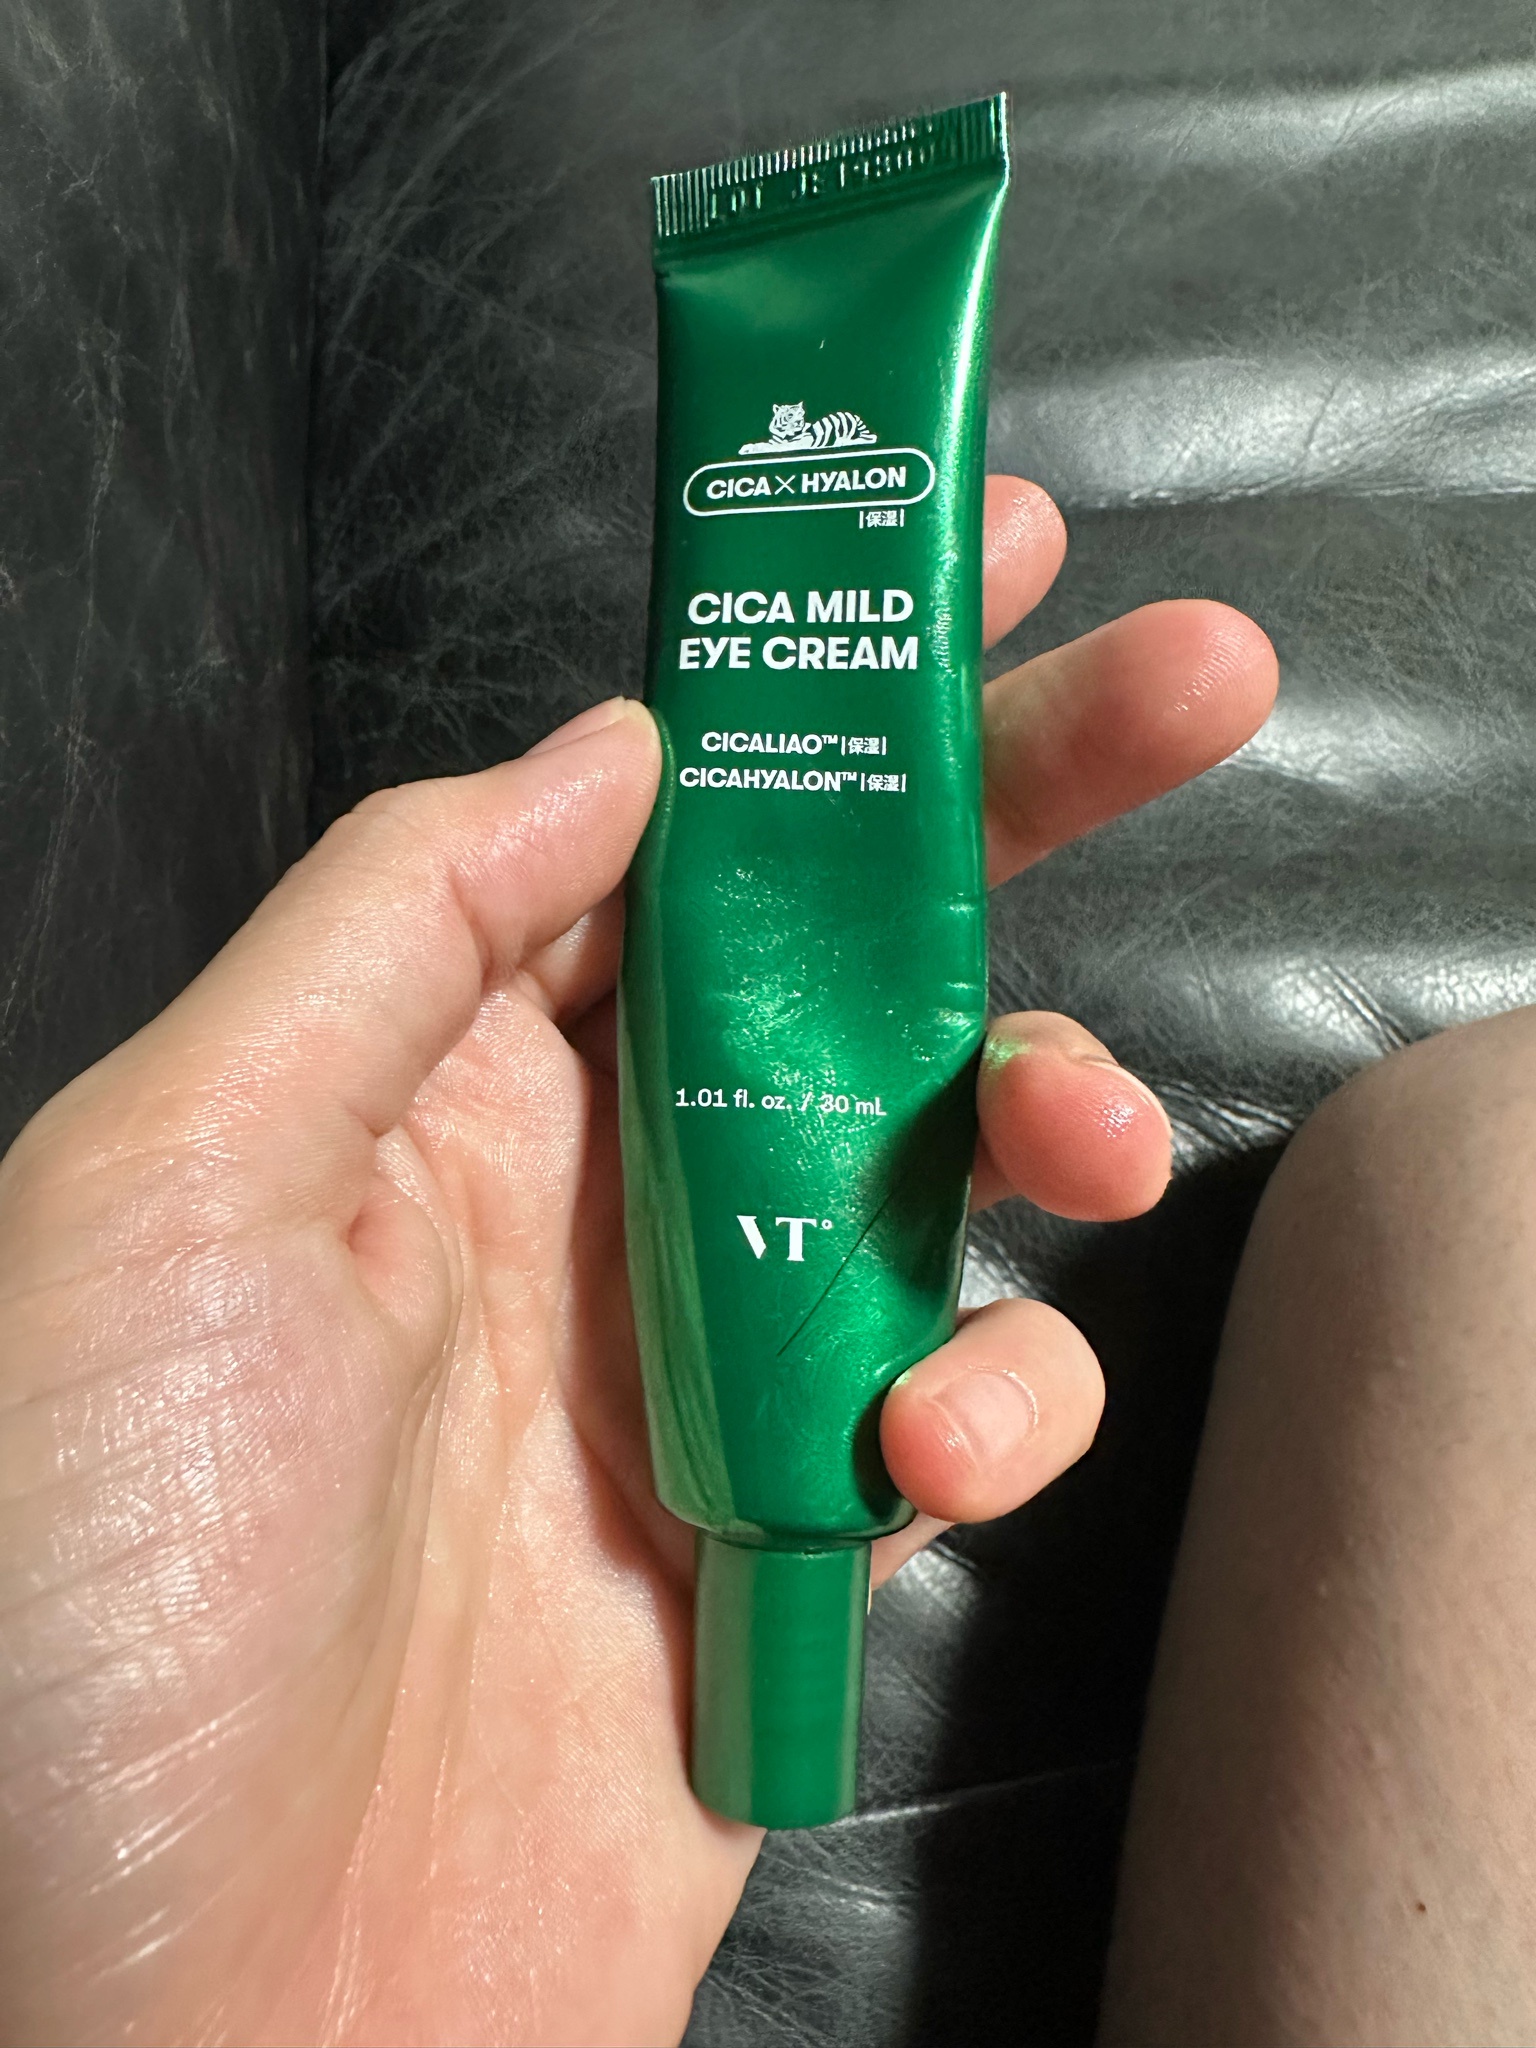 LOT
CICA×HYALON
|保湿|
CICA MILD
EYE CREAM
CICALIAO™|保湿|
CICAHYALON™|保湿|
1.01 fl. oz. / 30 mL
VT°